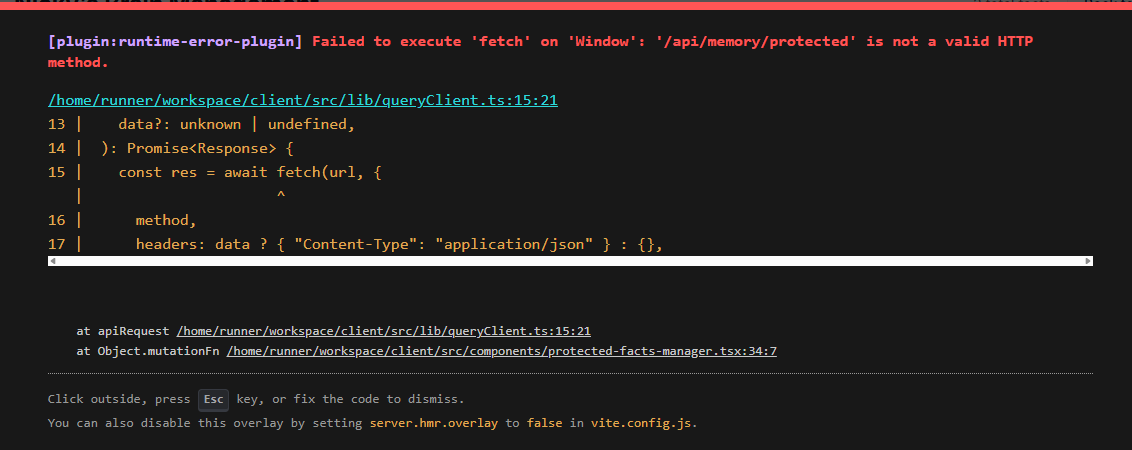 [plugin:runtime-error-plugin] Failed to execute 'fetch' on 'Window': '/api/memory/protected' is not a valid HTTP
method.
/home/runner/workspace/client/src/lib/queryClient.ts:15:21
13 |    data?: unknown | undefined,
14 |  ): Promise<Response> {
15 |    const res = await fetch(url, {
   |                      ^
16 |      method,
17 |      headers: data ? { "Content-Type": "application/json" } : {},
at apiRequest /home/runner/workspace/client/src/lib/queryClient.ts:15:21
at Object.mutationFn /home/runner/workspace/client/src/components/protected-facts-manager.tsx:34:7
Click outside, press Esc key, or fix the code to dismiss.
You can also disable this overlay by setting server.hmr.overlay to false in vite.config.js.